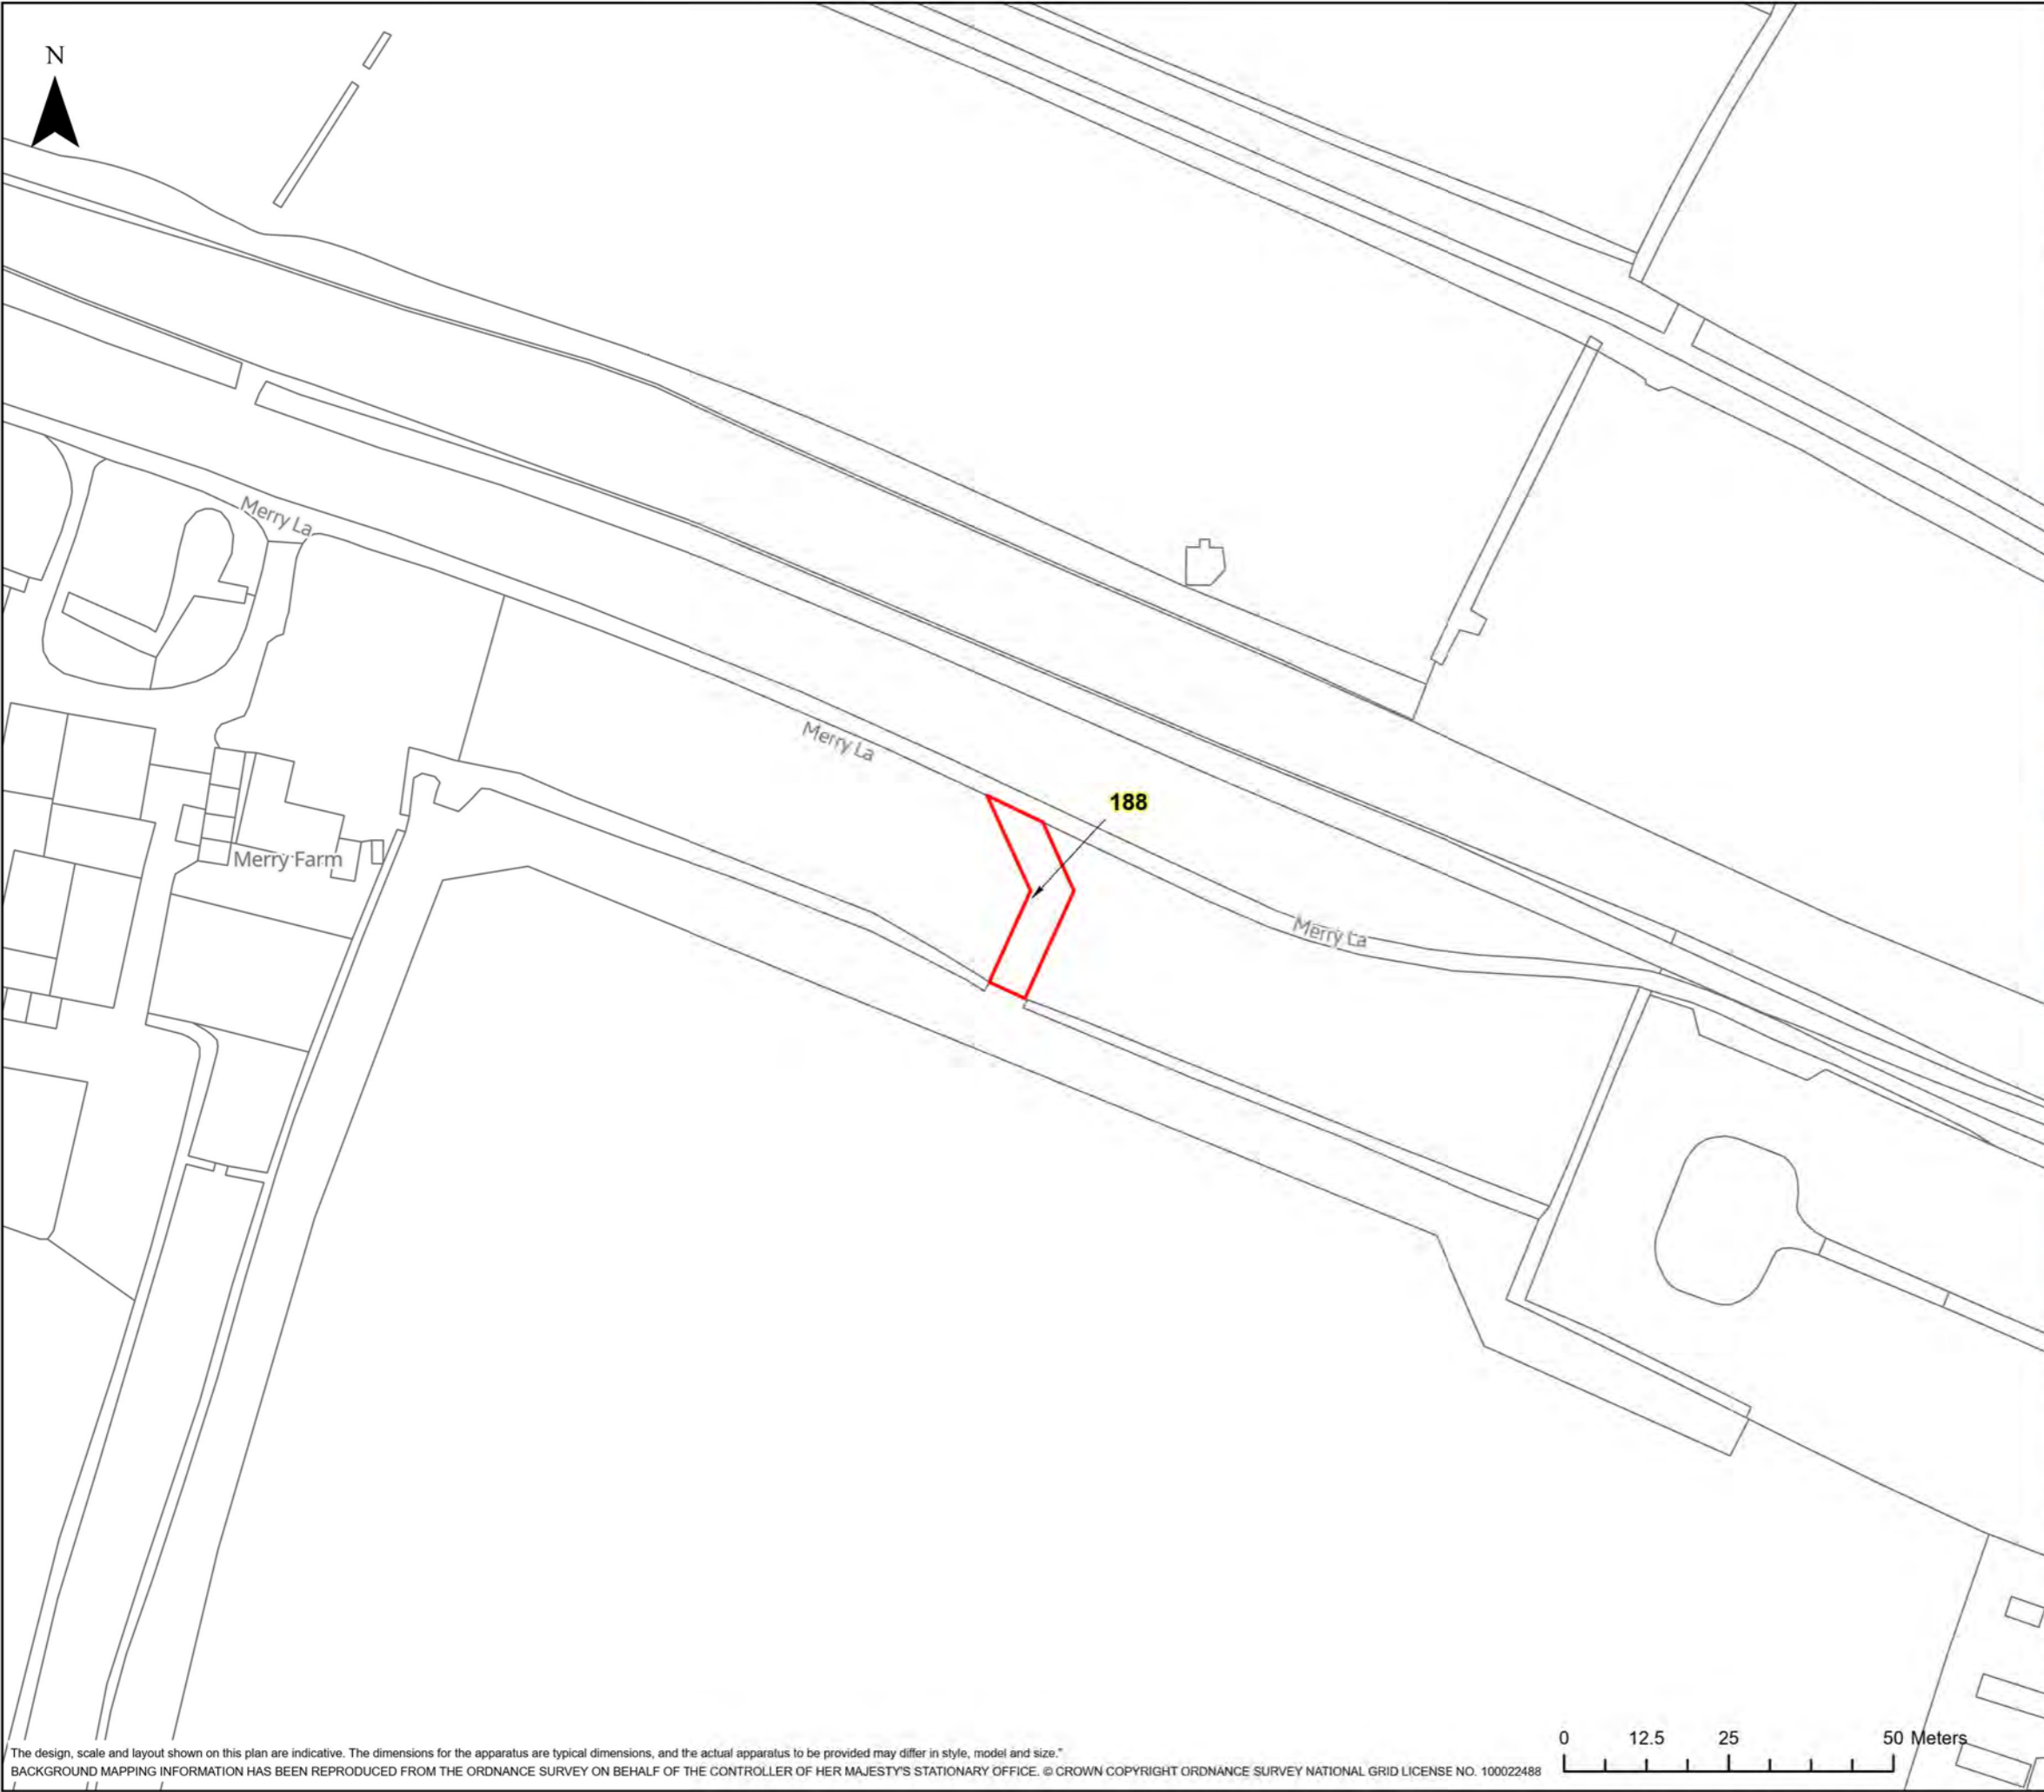 N
Merry La
Merry La
188
Merry Farm
Merry La
0 12.5 25 50 Meters
The design, scale and layout shown on this plan are indicative. The dimensions for the apparatus are typical dimensions, and the actual apparatus to be provided may differ in style, model and size."
BACKGROUND MAPPING INFORMATION HAS BEEN REPRODUCED FROM THE ORDNANCE SURVEY ON BEHALF OF THE CONTROLLER OF HER MAJESTY'S STATIONARY OFFICE. © CROWN COPYRIGHT ORDNANCE SURVEY NATIONAL GRID LICENSE NO. 100022488